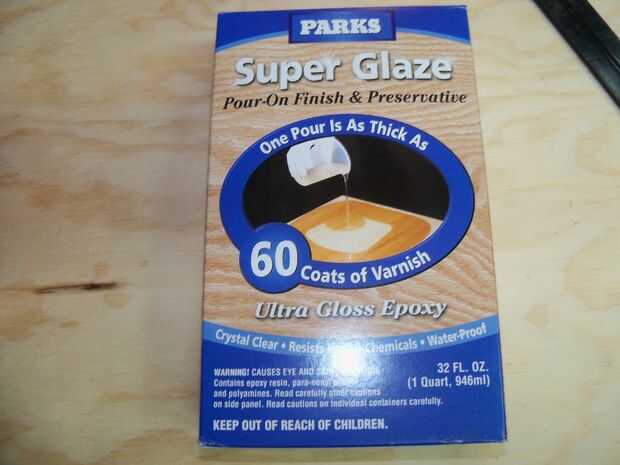 PARKS
Super Glaze
Pour-On Finish & Preservative
One Pour Is As Thick As
60 Coats of Varnish
Ultra Gloss Epoxy
Crystal Clear • Resists Chemicals • Water-Proof
WARNING! CAUSES EYE AND
Contains epoxy resin,
and polyamines. Read carefully other cautions
on side panel. Read cautions on individual containers carefully.
32 FL. OZ.
(1 Quart, 946ml)
KEEP OUT OF REACH OF CHILDREN.